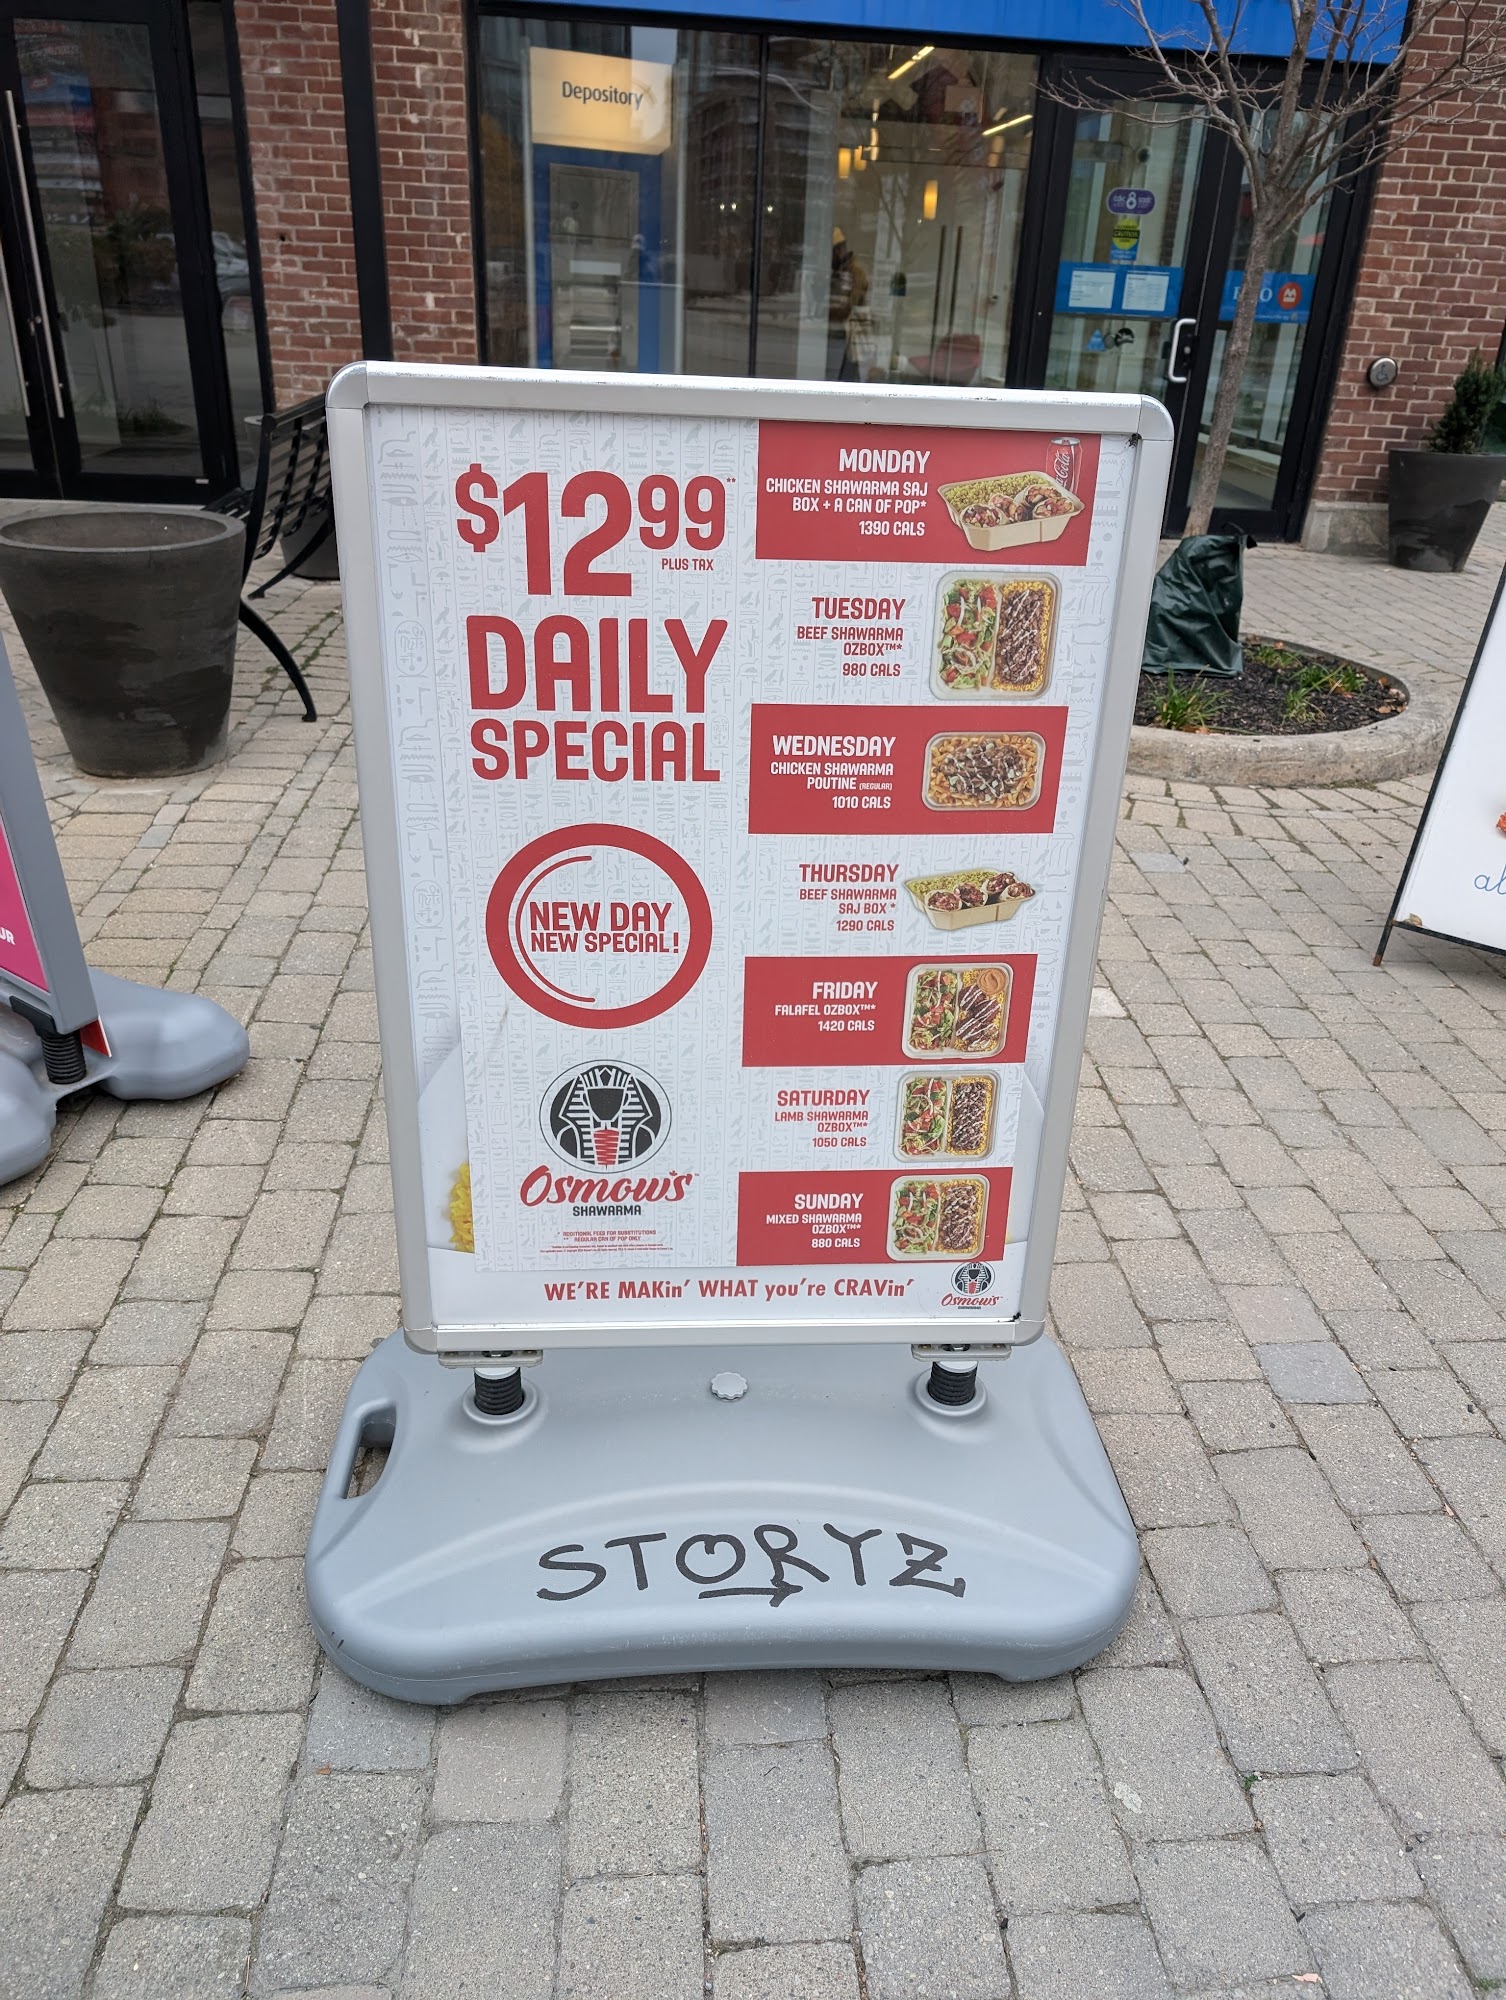 Depository
$12.99**
PLUS TAX
DAILY
SPECIAL
NEW DAY
NEW SPECIAL!
Osmow's
SHAWARMA
* ADDITIONAL FEES FOR SUBSTITUTIONS
** REGULAR CAN OF POP ONLY
MONDAY
CHICKEN SHAWARMA SAJ
BOX + A CAN OF POP*
1390 CALS
TUESDAY
BEEF SHAWARMA
OZBOX™*
980 CALS
WEDNESDAY
CHICKEN SHAWARMA
POUTINE (REGULAR)
1010 CALS
THURSDAY
BEEF SHAWARMA
SAJ BOX *
1290 CALS
FRIDAY
FALAFEL OZBOX™*
1420 CALS
SATURDAY
LAMB SHAWARMA
OZBOX™*
1050 CALS
SUNDAY
MIXED SHAWARMA
OZBOX™*
880 CALS
WE'RE MAKin' WHAT you're CRAVin'
Osmow's
SHAWARMA
STORYZ